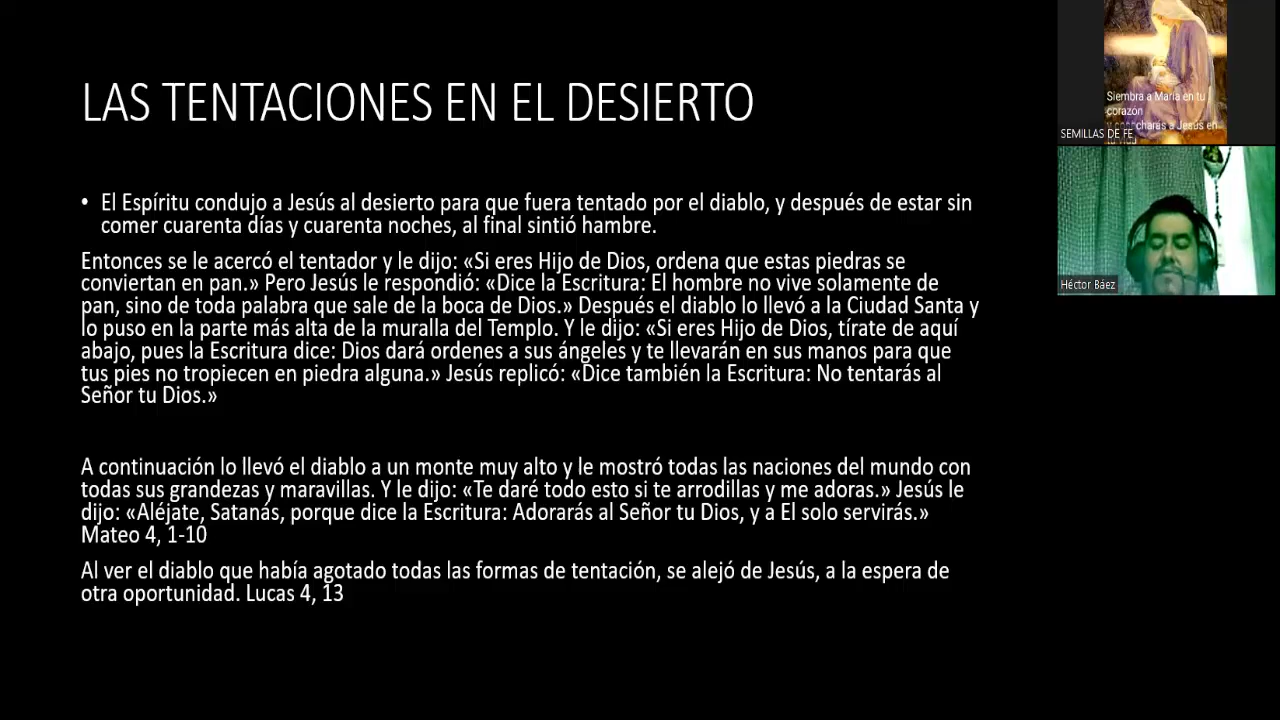 LAS TENTACIONES EN EL DESIERTO
• El Espíritu condujo a Jesús al desierto para que fuera tentado por el diablo, y después de estar sin
comer cuarenta días y cuarenta noches, al final sintió hambre.
Entonces se le acercó el tentador y le dijo: «Si eres Hijo de Dios, ordena que estas piedras se
conviertan en pan.» Pero Jesús le respondió: «Dice la Escritura: El hombre no vive solamente de
pan, sino de toda palabra que sale de la boca de Dios.» Después el diablo lo llevó a la Ciudad Santa y
lo puso en la parte más alta de la muralla del Templo. Y le dijo: «Si eres Hijo de Dios, tírate de aquí
abajo, pues la Escritura dice: Dios dará ordenes a sus ángeles y te llevarán en sus manos para que
tus pies no tropiecen en piedra alguna.» Jesús replicó: «Dice también la Escritura: No tentarás al
Señor tu Dios.»
A continuación lo llevó el diablo a un monte muy alto y le mostró todas las naciones del mundo con
todas sus grandezas y maravillas. Y le dijo: «Te daré todo esto si te arrodillas y me adoras.» Jesús le
dijo: «Aléjate, Satanás, porque dice la Escritura: Adorarás al Señor tu Dios, y a El solo servirás.»
Mateo 4, 1-10
Al ver el diablo que había agotado todas las formas de tentación, se alejó de Jesús, a la espera de
otra oportunidad. Lucas 4, 13
Siembra a María en tu
corazón
a Jesús en
SEMILLAS DE FE
Héctor Báez